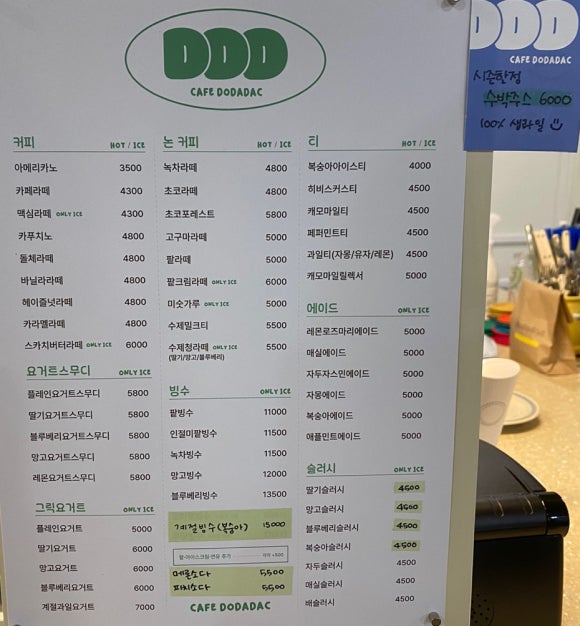 DDD
CAFE DODADAC
커피 HOT / ICE
아메리카노 3500
카페라떼 4300
맥심라떼 ONLY ICE 4300
카푸치노 4800
돌체라떼 4800
바닐라라떼 4800
헤이즐넛라떼 4800
카라멜라떼 4800
스카치버터라떼 ONLY ICE 6000
요거트스무디 ONLY ICE
플레인요거트스무디 5800
딸기요거트스무디 5800
블루베리요거트스무디 5800
망고요거트스무디 5800
레몬요거트스무디 5800
그릭요거트 ONLY ICE
플레인요거트 5000
딸기요거트 6000
망고요거트 6000
블루베리요거트 6000
계절과일요거트 7000
논 커피 HOT / ICE
녹차라떼 4800
초코라떼 4800
초코포레스트 5800
고구마라떼 5000
팥라떼 5000
팥크림라떼 ONLY ICE 6000
미숫가루 ONLY ICE 5000
수제밀크티 5500
수제청라떼 ONLY ICE 5500
(딸기/망고/블루베리)
빙수 ONLY ICE
팥빙수 11000
인절미팥빙수 11500
녹차빙수 11500
망고빙수 12000
블루베리빙수 13500
계절빙수(복숭아) 15000
팥·아이스크림·연유 추가 각각 +500
메론소다 5500
피치소다 5500
CAFE DODADAC
티 HOT / ICE
복숭아아이스티 4000
히비스커스티 4500
캐모마일티 4500
페퍼민트티 4500
과일티(자몽/유자/레몬) 4500
캐모마일릴렉서 5000
에이드 ONLY ICE
레몬로즈마리에이드 5000
매실에이드 5000
자두자스민에이드 5000
자몽에이드 5000
복숭아에이드 5000
애플민트에이드 5000
슬러시 ONLY ICE
딸기슬러시 4500
망고슬러시 4500
블루베리슬러시 4500
복숭아슬러시 4500
자두슬러시 4500
매실슬러시 4500
배슬러시 4500
DDD
CAFE DODADAC
시즌한정
수박주스 6000
100% 생과일